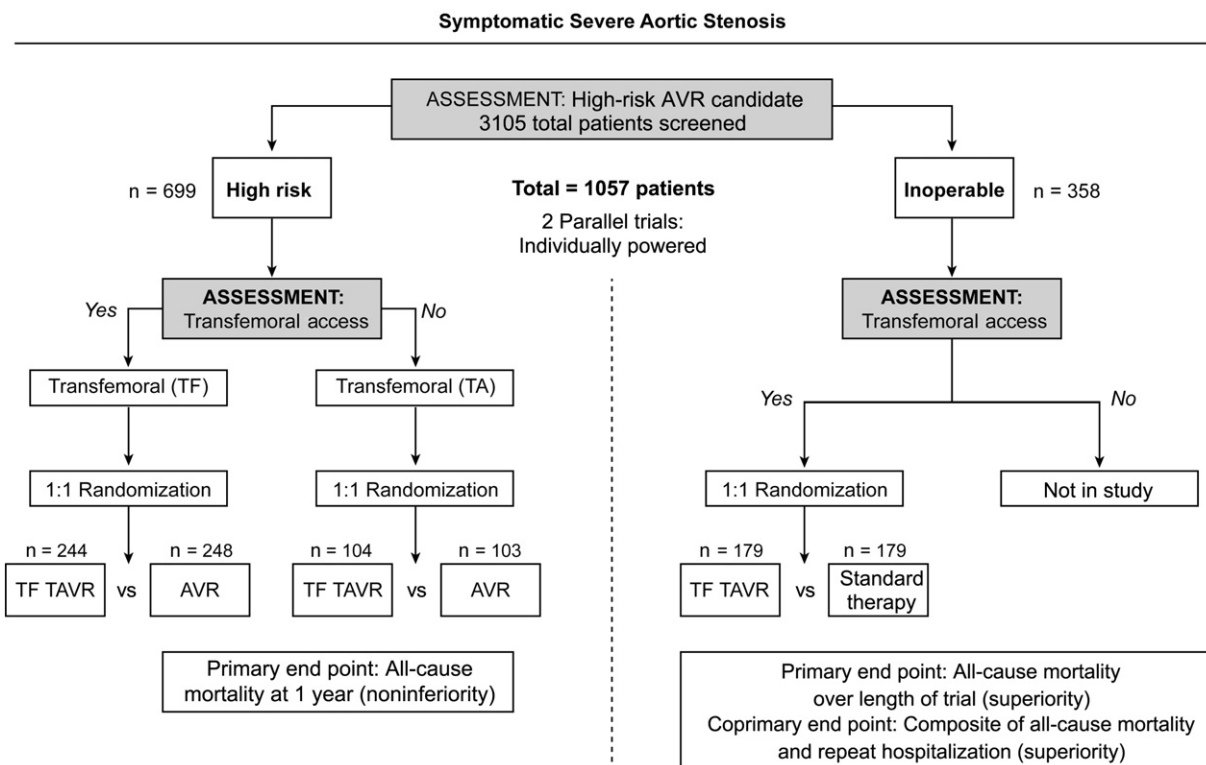 Symptomatic Severe Aortic Stenosis
ASSESSMENT: High-risk AVR candidate
3105 total patients screened
n = 699
High risk
Total = 1057 patients
2 Parallel trials:
Individually powered
Inoperable
n = 358
ASSESSMENT:
Transfemoral access
Yes
No
Transfemoral (TF)
Transfemoral (TA)
1:1 Randomization
1:1 Randomization
n = 244
n = 248
n = 104
n = 103
TF TAVR
vs
AVR
TF TAVR
vs
AVR
Primary end point: All-cause
mortality at 1 year (noninferiority)
ASSESSMENT:
Transfemoral access
Yes
No
1:1 Randomization
Not in study
n = 179
n = 179
TF TAVR
vs
Standard
therapy
Primary end point: All-cause mortality
over length of trial (superiority)
Coprimary end point: Composite of all-cause mortality
and repeat hospitalization (superiority)